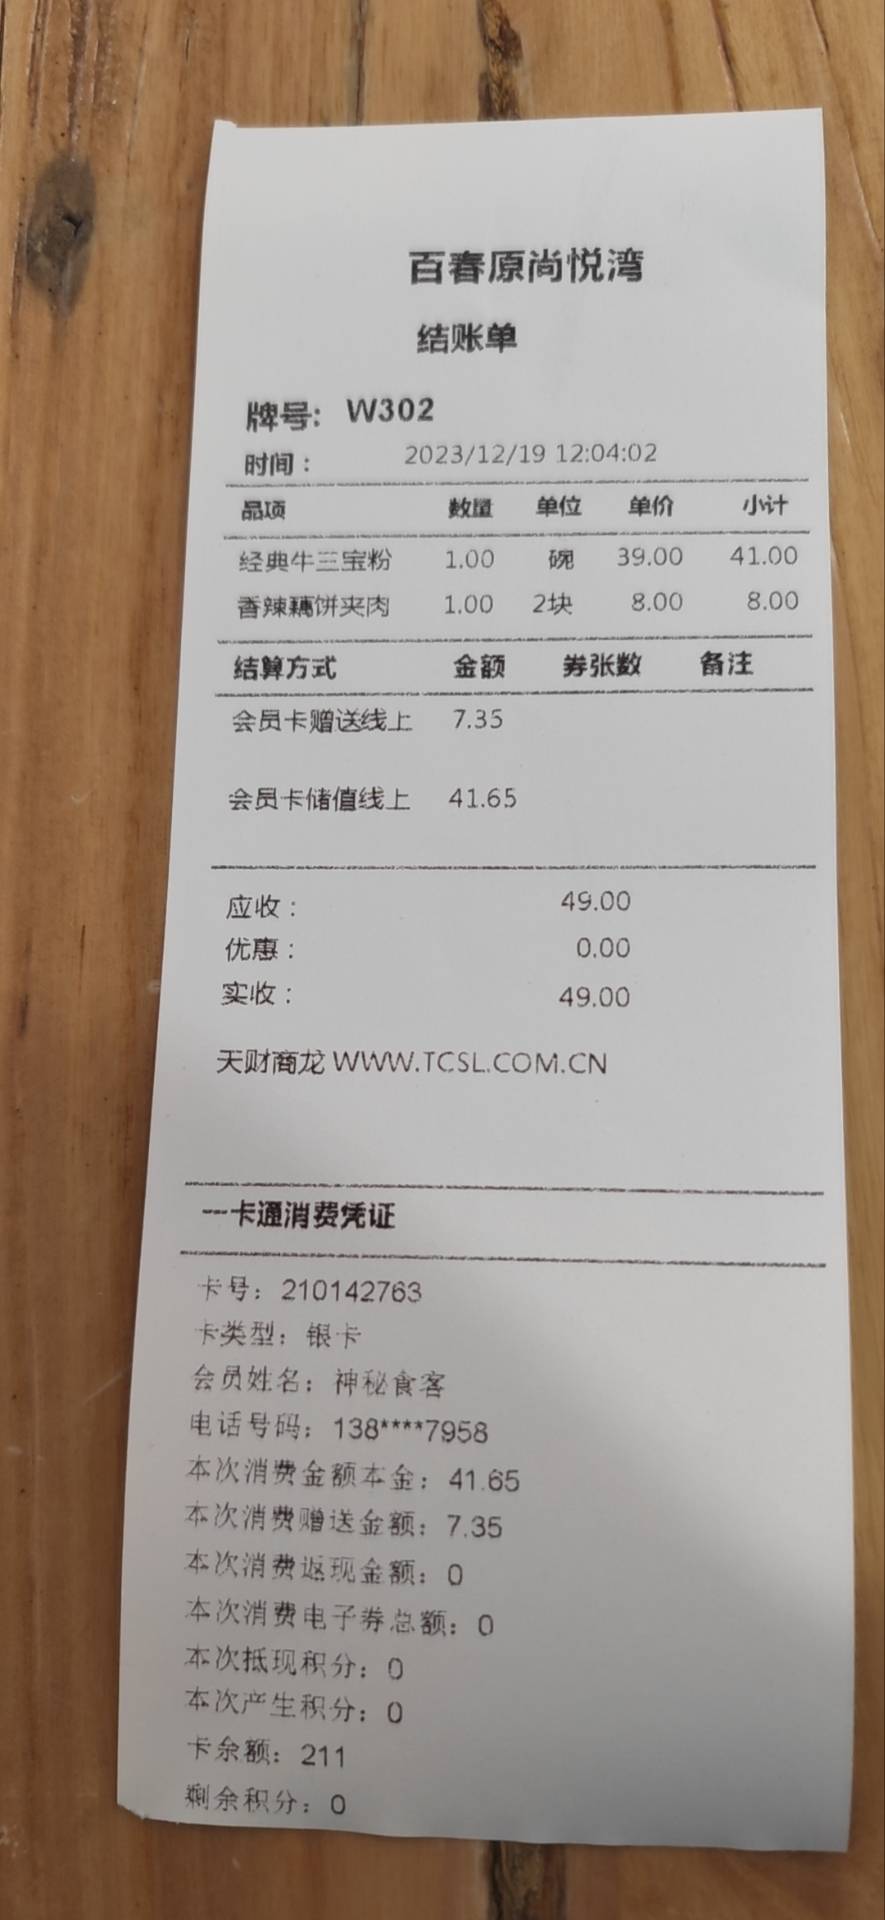 百春原尚悦湾
结账单
牌号: W302
时间: 2023/12/19 12:04:02
品项 数量 单位 单价 小计
经典牛三宝粉 1.00 碗 39.00 41.00
香辣藕饼夹肉 1.00 2块 8.00 8.00
结算方式 金额 券张数 备注
会员卡赠送线上 7.35
会员卡储值线上 41.65
应收: 49.00
优惠: 0.00
实收: 49.00
天财商龙 WWW.TCSL.COM.CN
一卡通消费凭证
卡号: 210142763
卡类型: 银卡
会员姓名: 神秘食客
电话号码: 138****7958
本次消费金额本金: 41.65
本次消费赠送金额: 7.35
本次消费返现金额: 0
本次消费电子券总额: 0
本次抵现积分: 0
本次产生积分: 0
卡余额: 211
剩余积分: 0